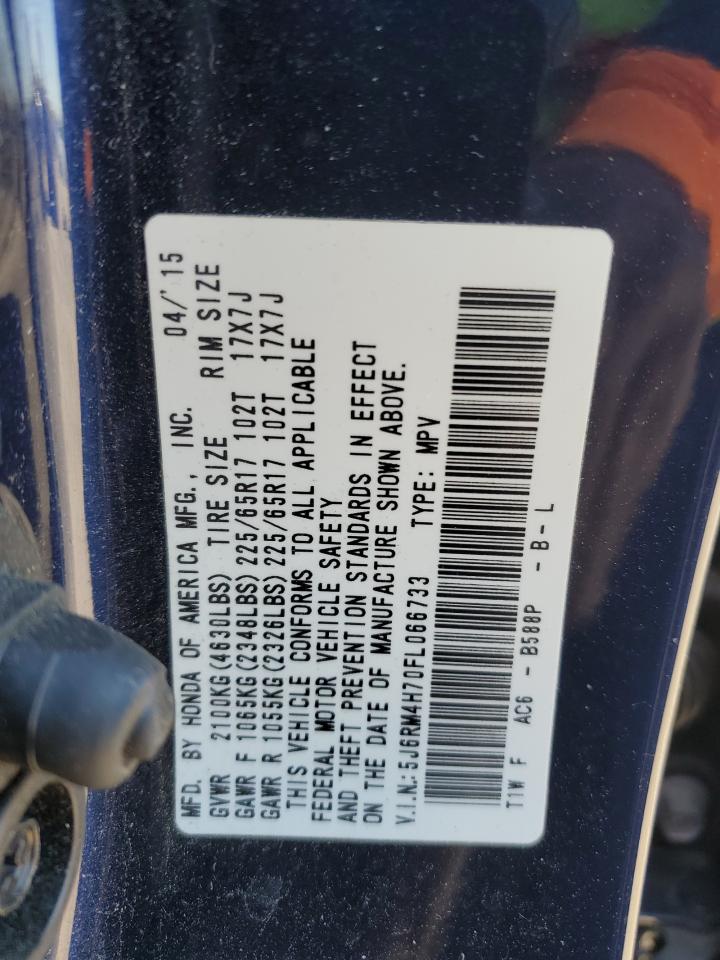 MFD. BY HONDA OF AMERICA MFG., INC. 04/'15
GVWR 2100KG(4630LBS) TIRE SIZE RIM SIZE
GAWR F 1065KG(2348LBS) 225/65R17 102T 17X7J
GAWR R 1055KG(2326LBS) 225/65R17 102T 17X7J
THIS VEHICLE CONFORMS TO ALL APPLICABLE
FEDERAL MOTOR VEHICLE SAFETY
AND THEFT PREVENTION STANDARDS IN EFFECT
ON THE DATE OF MANUFACTURE SHOWN ABOVE.
V.I.N.: 5J6RM4H70FL066733 TYPE: MPV
T1W F AC6 - B588P - B - L